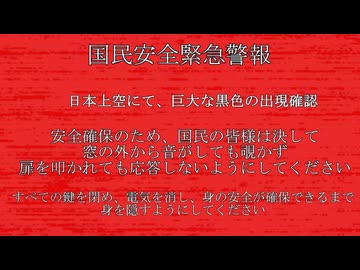 国民安全緊急警報
日本上空にて、巨大な黒色の出現確認
安全確保のため、国民の皆様は決して
窓の外から音がしても覗かず
扉を叩かれても応答しないようにしてください
すべての鍵を閉め、電気を消し、身の安全が確保できるまで
身を隠すようにしてください